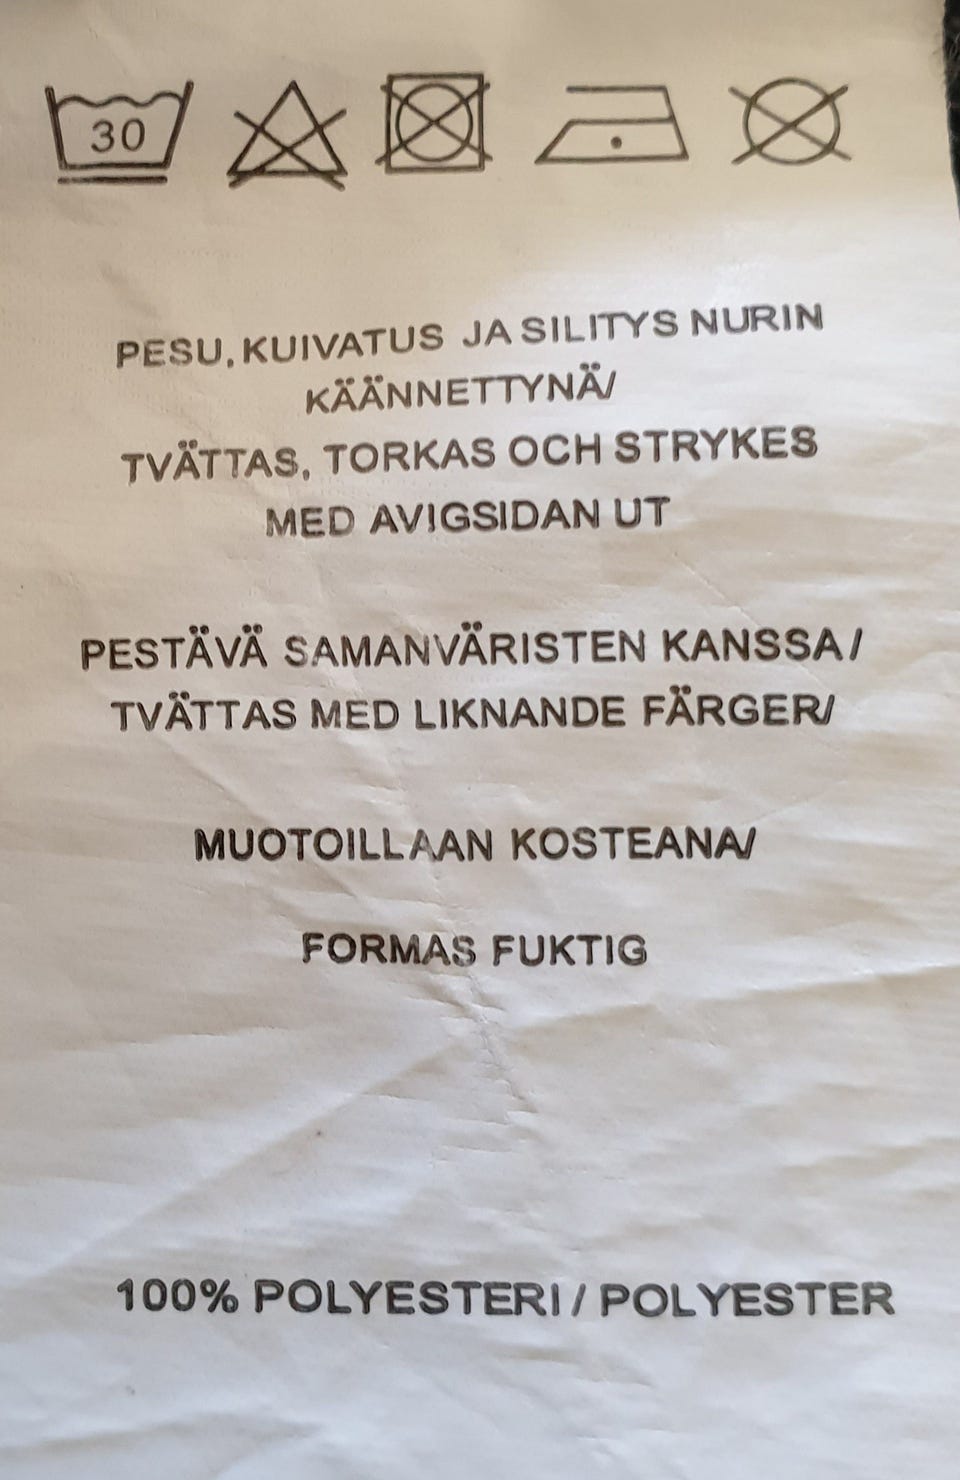 30
PESU, KUIVATUS JA SILITYS NURIN
KÄÄNNETTYNÄ/
TVÄTTAS, TORKAS OCH STRYKES
MED AVIGSIDAN UT
PESTÄVÄ SAMANVÄRISTEN KANSSA/
TVÄTTAS MED LIKNANDE FÄRGER/
MUOTOILLAAN KOSTEANA/
FORMAS FUKTIG
100% POLYESTERI / POLYESTER